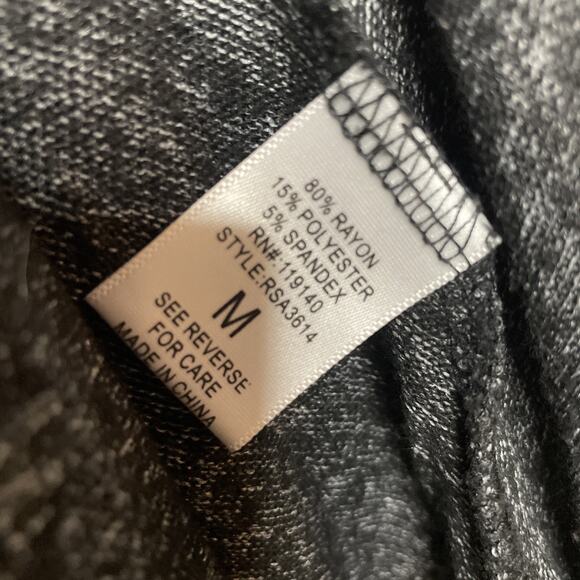 80% RAYON
15% POLYESTER
5% SPANDEX
RN#:119140
STYLE:RSA3614
M
SEE REVERSE
FOR CARE
MADE IN CHINA